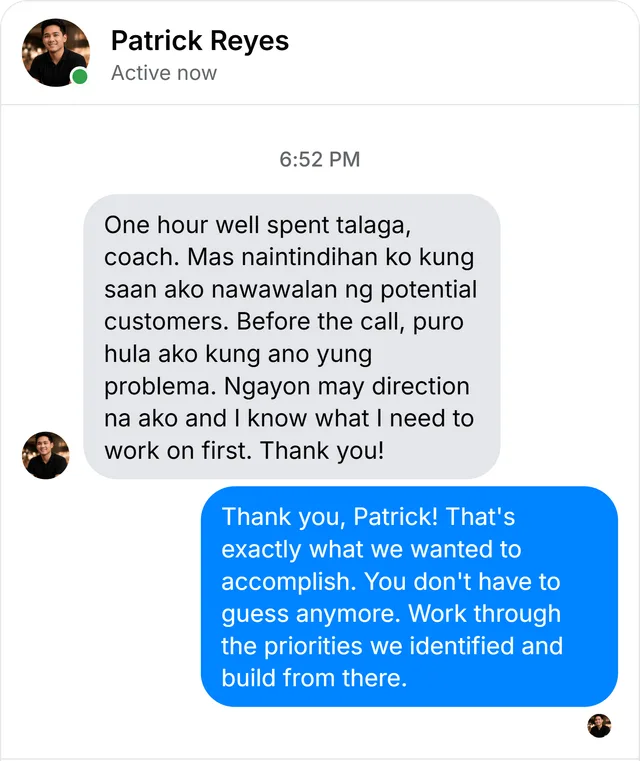 Patrick Reyes
Active now
6:52 PM
One hour well spent talaga,
coach. Mas naintindihan ko kung
saan ako nawawalan ng potential
customers. Before the call, puro
hula ako kung ano yung
problema. Ngayon may direction
na ako and I know what I need to
work on first. Thank you!
Thank you, Patrick! That's
exactly what we wanted to
accomplish. You don't have to
guess anymore. Work through
the priorities we identified and
build from there.